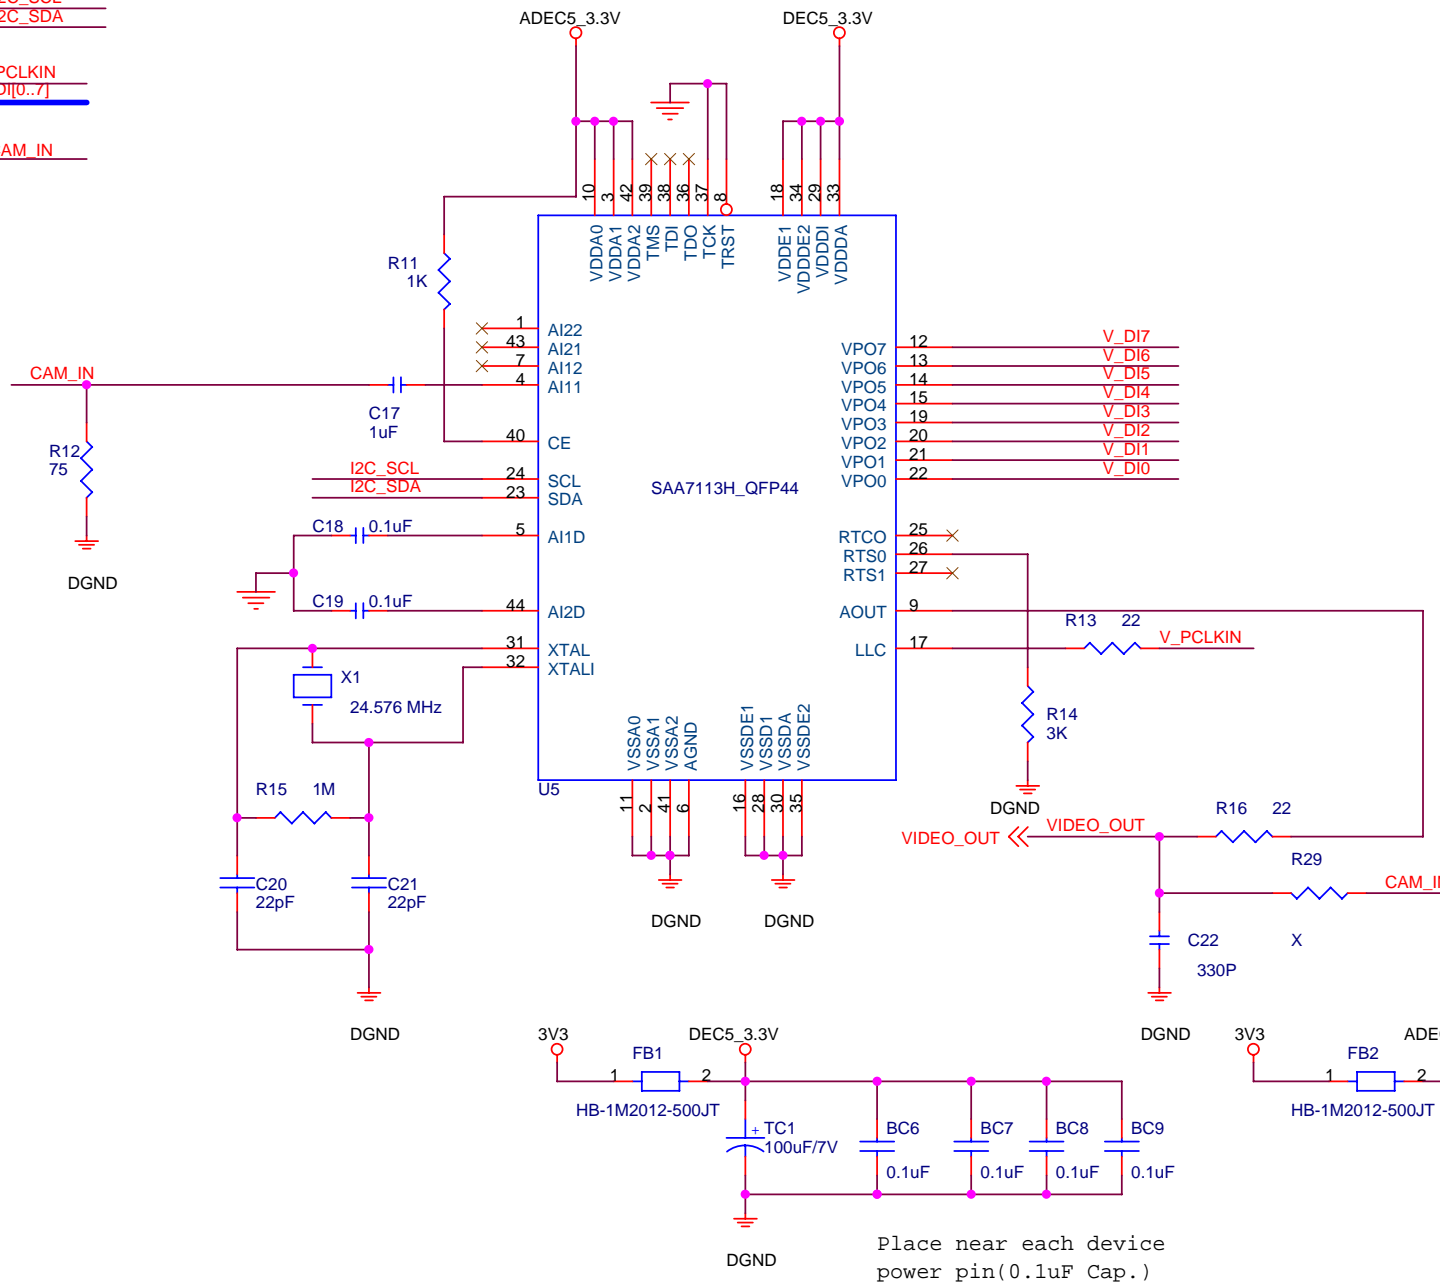 I2C_SDA
ADEC5_3.3V
DEC5_3.3V
PCLKIN
DI[0..7]
CAM_IN
10
3
42
39
38
36
37
8
18
34
29
33
VDDA0
VDDA1
VDDA2
TMS
TDI
TDO
TCK
TRST
VDDE1
VDDDE2
VDDDI
VDDDA
R11
1K
1
AI22
43
AI21
7
AI12
4
AI11
CAM_IN
C17
1uF
R12
75
40
CE
I2C_SCL
24
SCL
I2C_SDA
23
SDA
C18 0.1uF
5
AI1D
C19 0.1uF
44
AI2D
31
XTAL
32
XTALI
X1
24.576 MHz
SAA7113H_QFP44
VPO7
12
V_DI7
VPO6
13
V_DI6
VPO5
14
V_DI5
VPO4
15
V_DI4
VPO3
19
V_DI3
VPO2
20
V_DI2
VPO1
21
V_DI1
VPO0
22
V_DI0
RTCO
25
RTS0
26
RTS1
27
AOUT
9
R13 22
LLC
17
V_PCLKIN
R14
3K
DGND
VSSA0
VSSA1
VSSA2
AGND
VSSDE1
VSSD1
VSSDA
VSSDE2
U5
11
2
41
6
16
28
30
35
DGND
DGND
DGND
R15 1M
C20
22pF
C21
22pF
DGND
VIDEO_OUT
VIDEO_OUT
R16 22
R29
X
C22
330P
DGND
3V3
FB1
1
2
HB-1M2012-500JT
DEC5_3.3V
+
TC1
100uF/7V
BC6
0.1uF
BC7
0.1uF
BC8
0.1uF
BC9
0.1uF
DGND
3V3
FB2
1
2
HB-1M2012-500JT
Place near each device
power pin(0.1uF Cap.)